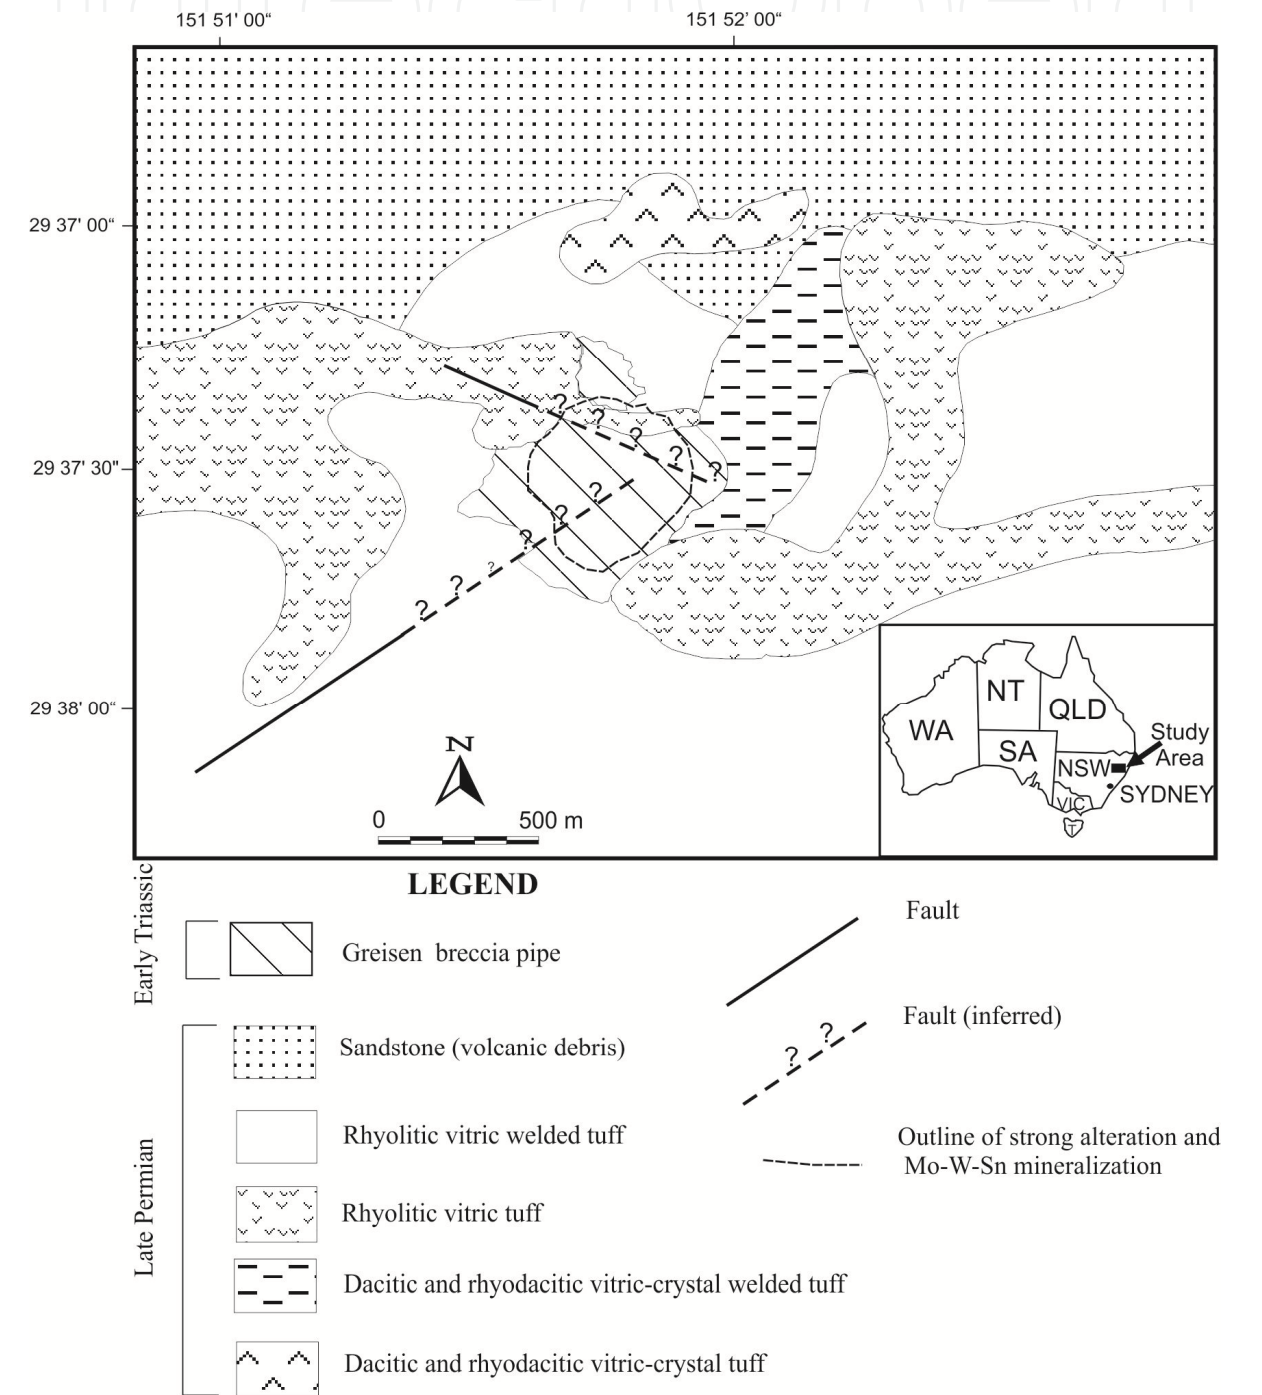 151 51' 00“
151 52' 00“
29 37' 00“
29 37' 30"
29 38' 00“
? ? ? ? ?
? ? ?
? ? ?
N
0 500 m
WA
NT
QLD
SA
NSW
VIC
T
Study
Area
SYDNEY
LEGEND
Early Triassic
Greisen breccia pipe
Late Permian
Sandstone (volcanic debris)
Rhyolitic vitric welded tuff
Rhyolitic vitric tuff
Dacitic and rhyodacitic vitric-crystal welded tuff
Dacitic and rhyodacitic vitric-crystal tuff
Fault
? ?
Fault (inferred)
Outline of strong alteration and
Mo-W-Sn mineralization